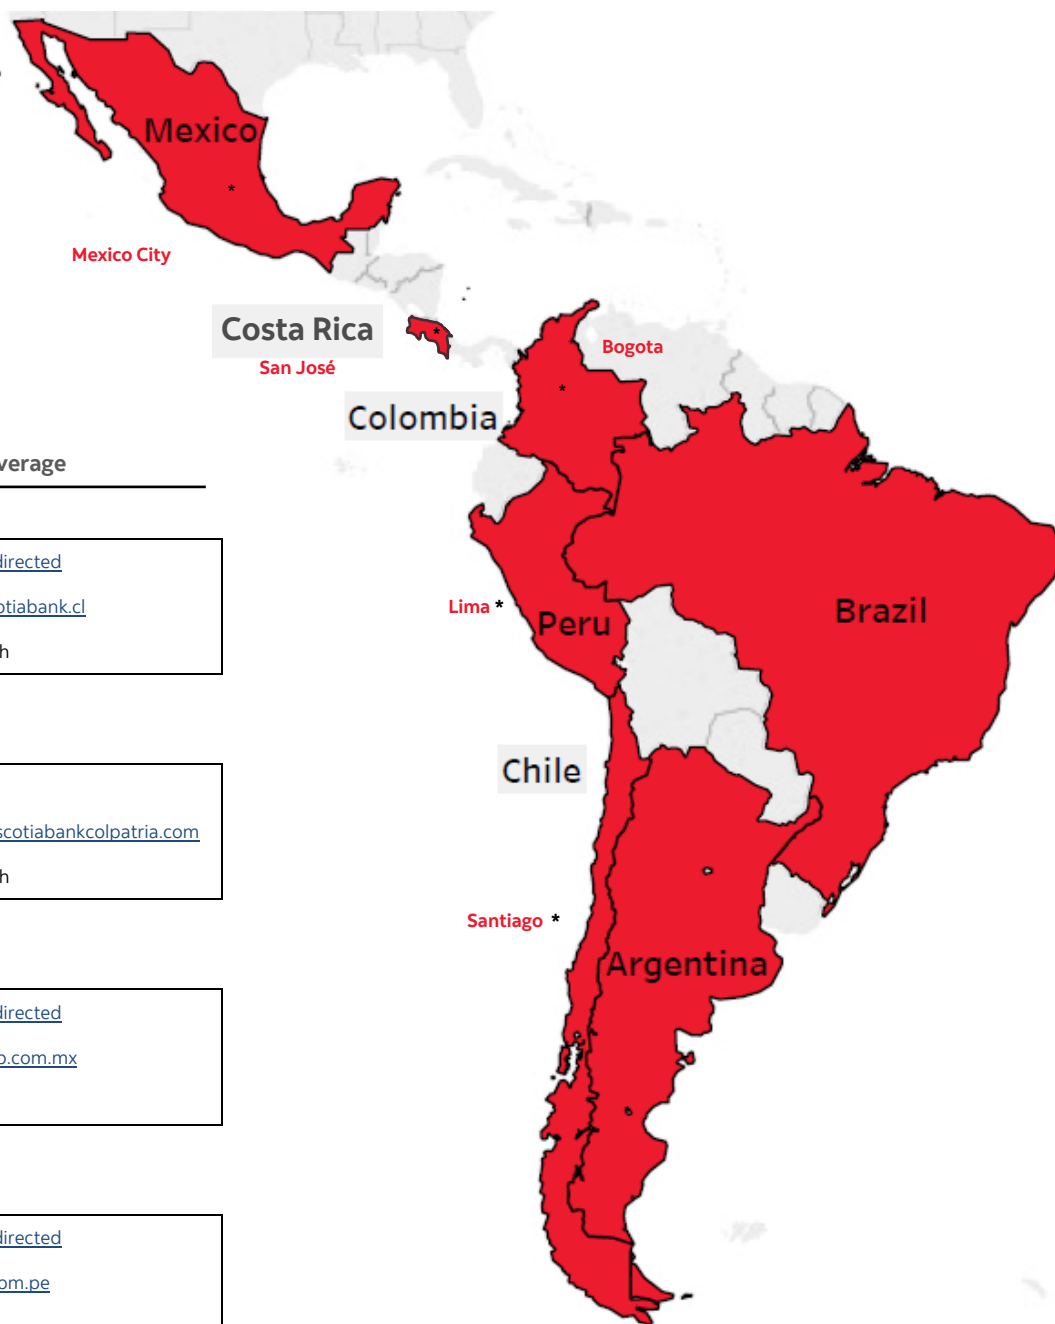 Mexico
*
Mexico City
Costa Rica
*
San José
Bogota
*
Colombia
verage
directed
Lima *
otiabank.cl
Peru
Brazil
h
Chile
scotiabankcolpatria.com
h
Santiago *
Argentina
directed
o.com.mx
directed
om.pe